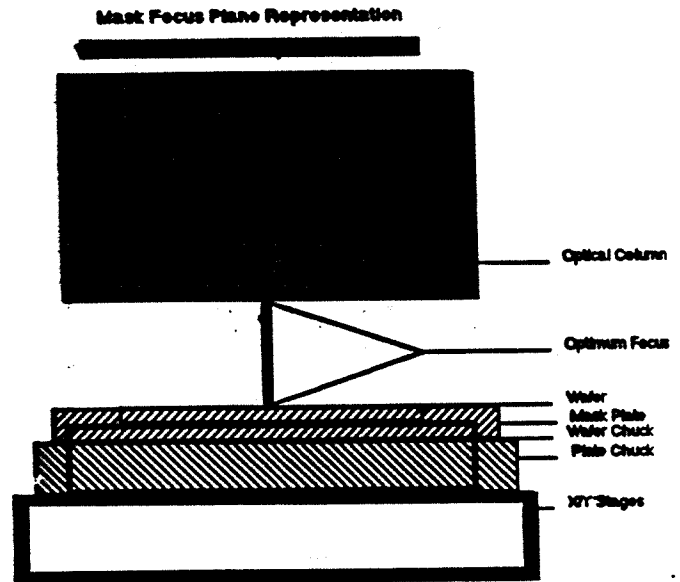 Mask Focus Plane Representation
Optical Column
Optimum Focus
Wafer
Mask Plate
Wafer Chuck
Plate Chuck
X/Y Stages